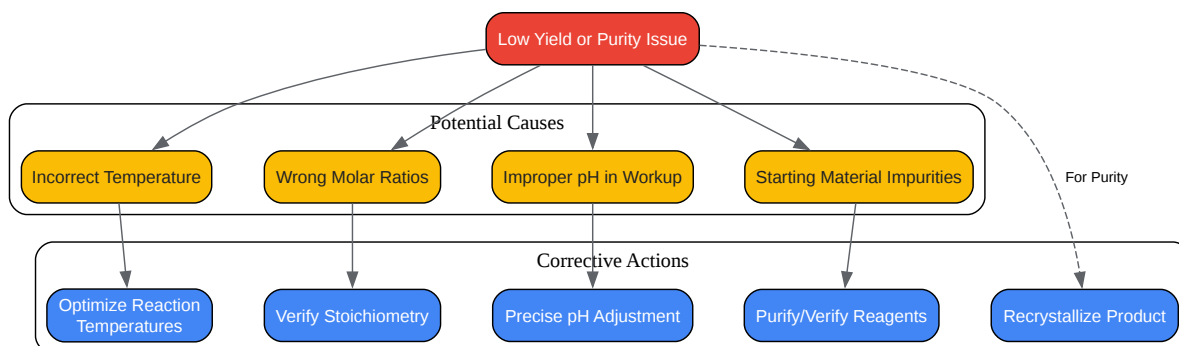 Low Yield or Purity Issue
Potential Causes
Incorrect Temperature
Wrong Molar Ratios
Improper pH in Workup
Starting Material Impurities
For Purity
Corrective Actions
Optimize Reaction
Temperatures
Verify Stoichiometry
Precise pH Adjustment
Purify/Verify Reagents
Recrystallize Product